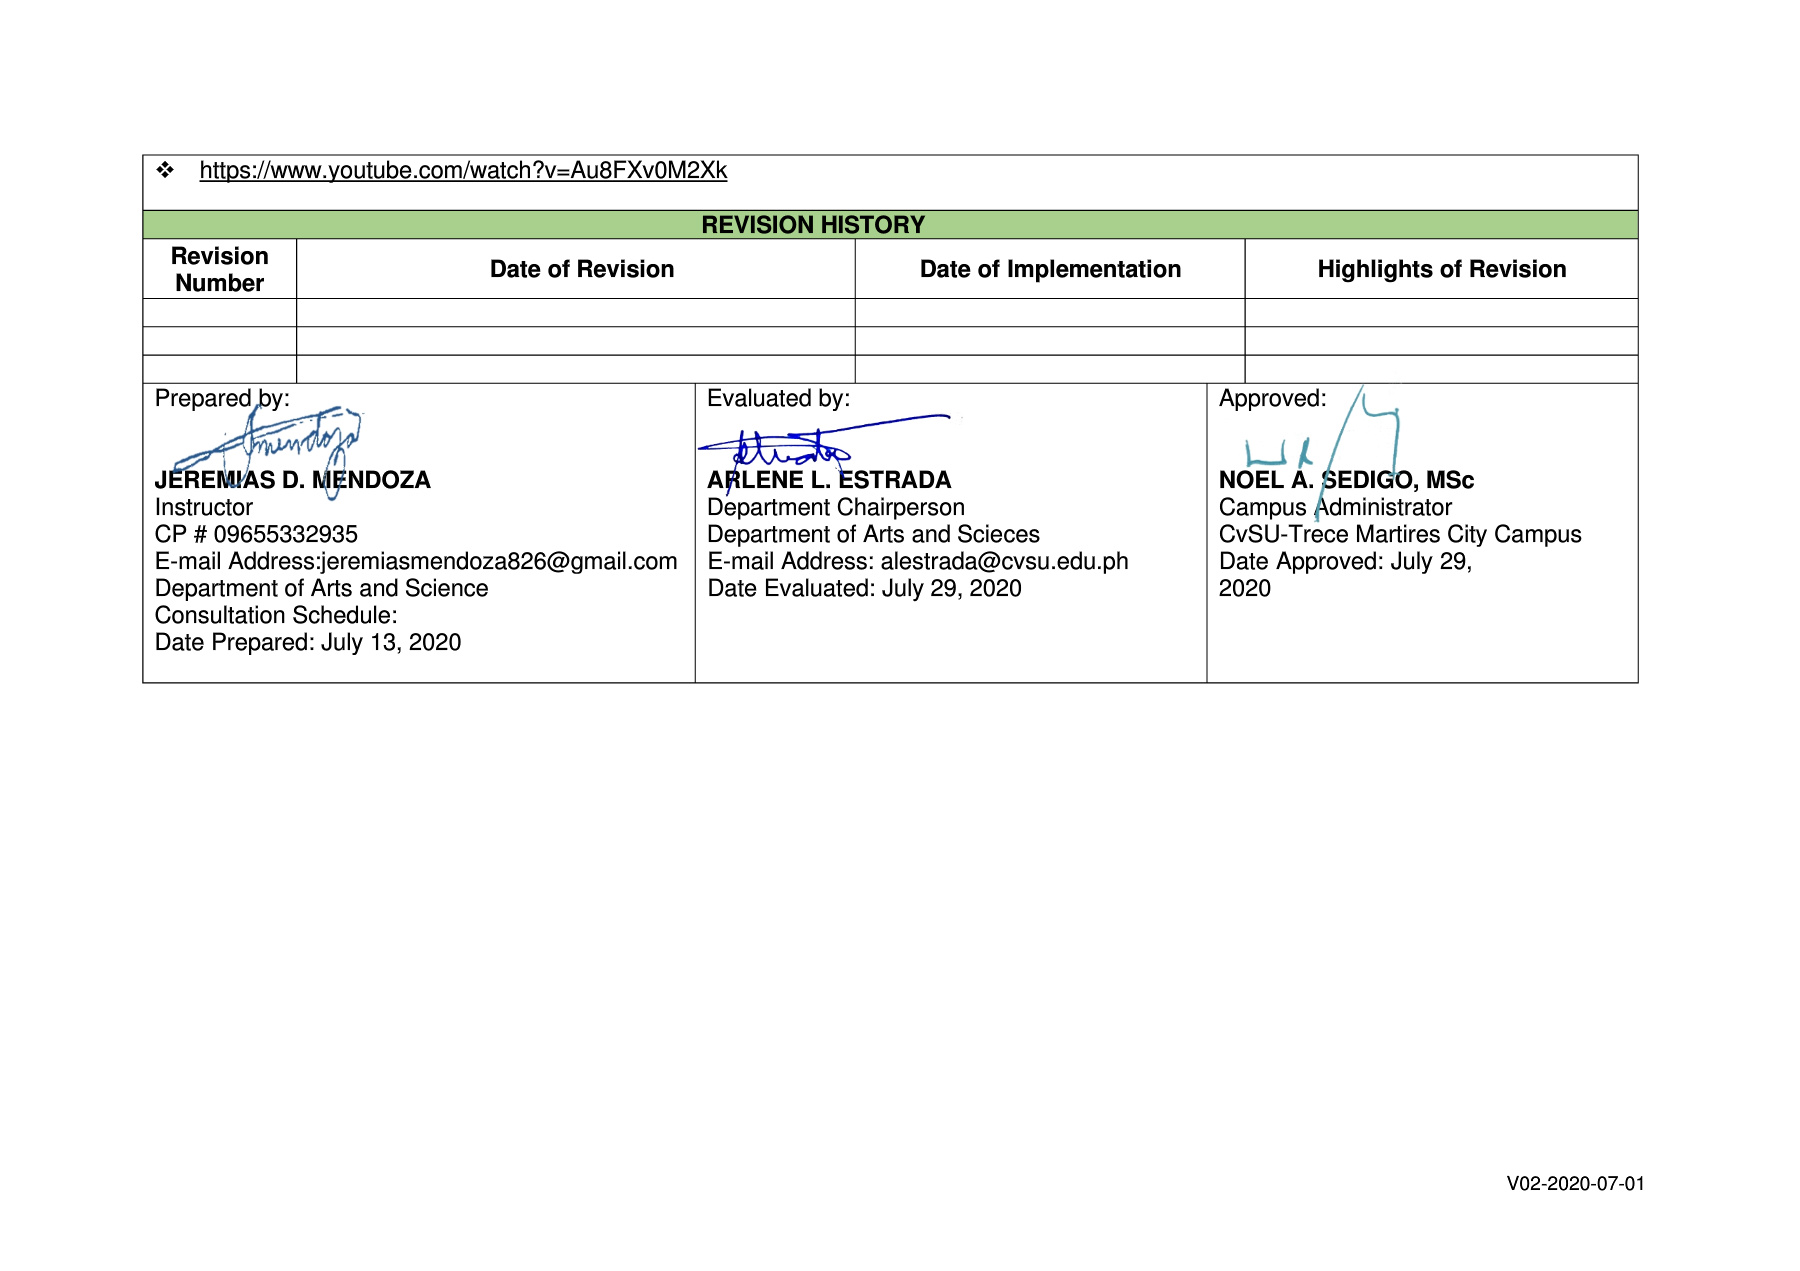 ❖ https://www.youtube.com/watch?v=Au8FXv0M2Xk
REVISION HISTORY
Revision Number
Date of Revision
Date of Implementation
Highlights of Revision
Prepared by:
JEREMIAS D. MENDOZA
Instructor
CP # 09655332935
E-mail Address:jeremiasmendoza826@gmail.com
Department of Arts and Science
Consultation Schedule:
Date Prepared: July 13, 2020
Evaluated by:
ARLENE L. ESTRADA
Department Chairperson
Department of Arts and Scieces
E-mail Address: alestrada@cvsu.edu.ph
Date Evaluated: July 29, 2020
Approved:
NOEL A. SEDIGO, MSc
Campus Administrator
CvSU-Trece Martires City Campus
Date Approved: July 29,
2020
V02-2020-07-01